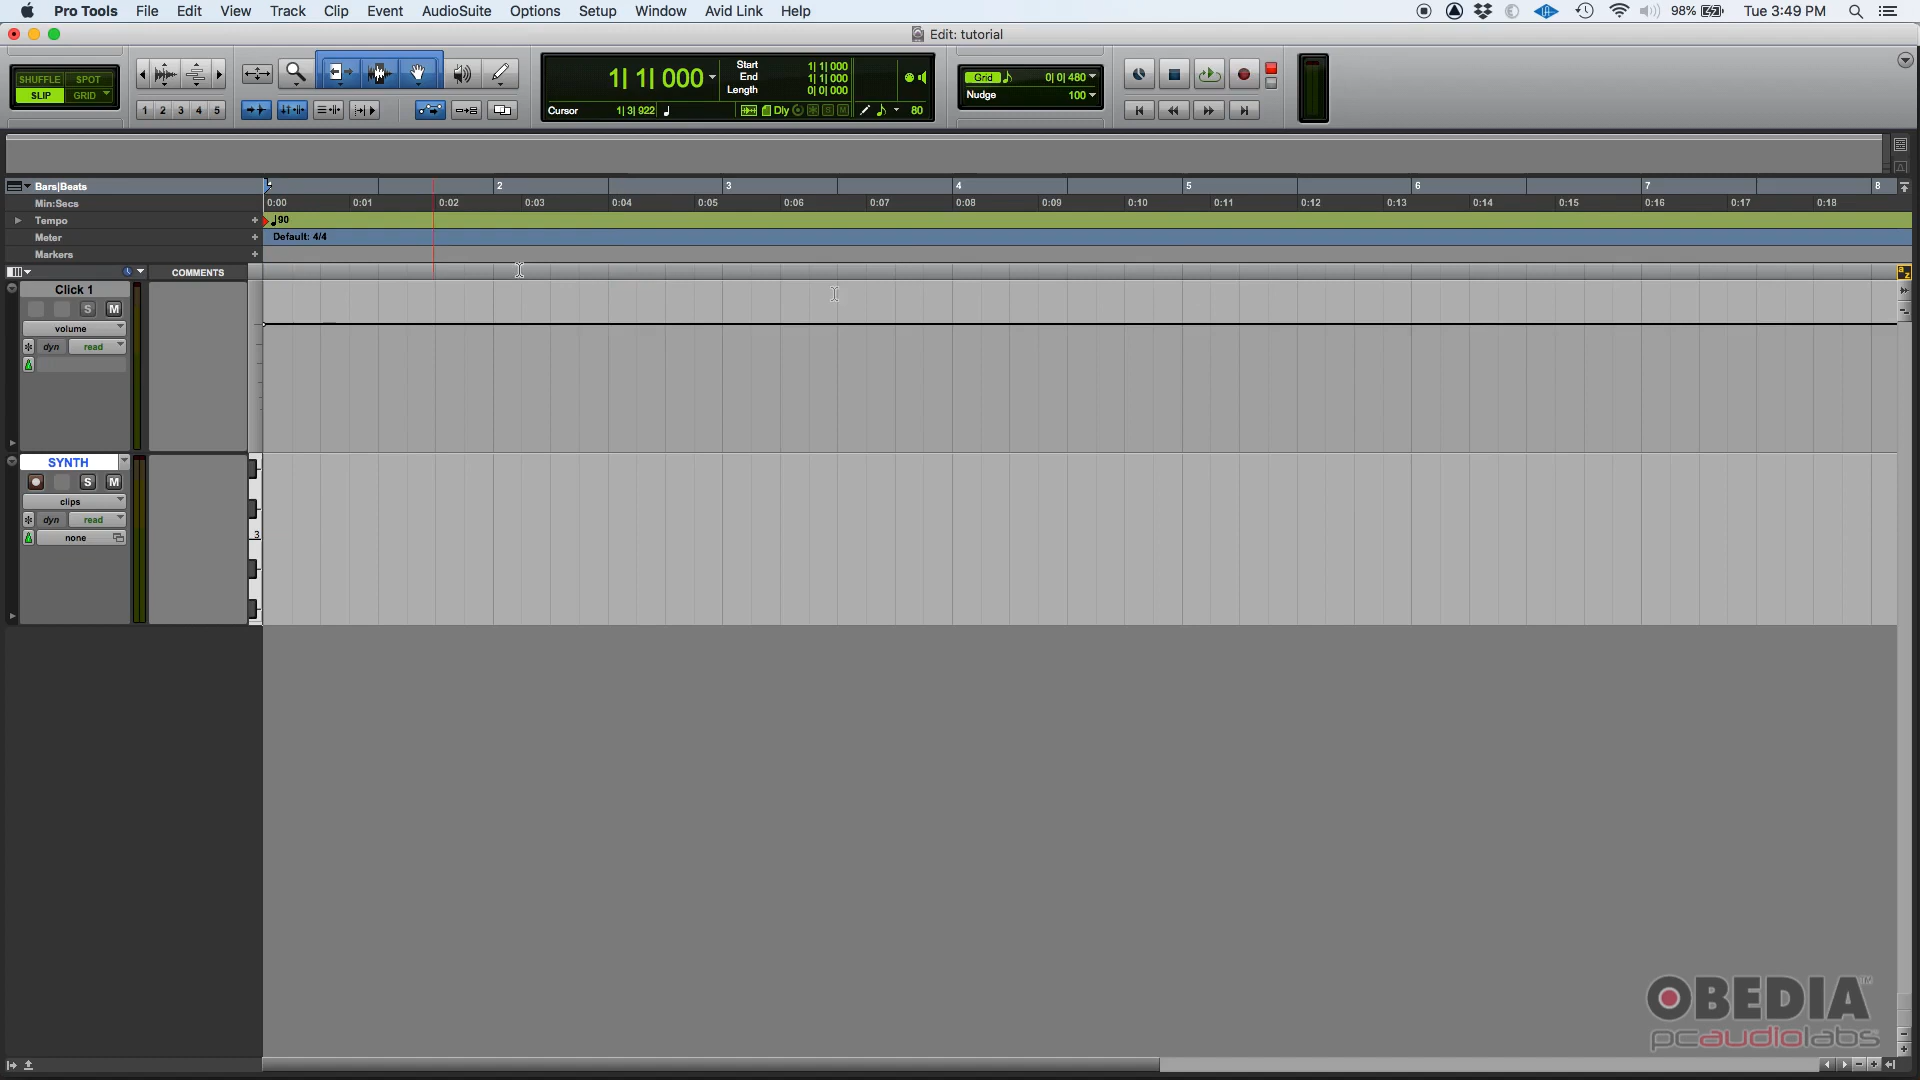 Pro Tools File Edit View Track Clip Event AudioSuite Options Setup Window Avid Link Help 98% Tue 3:49 PM
Edit: tutorial
SHUFFLE SPOT
SLIP GRID
1 2 3 4 5
1| 1| 000
Start 1| 1| 000
End 1| 1| 000
Length 0| 0| 000
Cursor 1| 3| 922 Dly S M 80
Grid 0| 0| 480
Nudge 100
Bars|Beats 2 3 4 5 6 7 8
Min:Secs 0:00 0:01 0:02 0:03 0:04 0:05 0:06 0:07 0:08 0:09 0:10 0:11 0:12 0:13 0:14 0:15 0:16 0:17 0:18
Tempo + 90
Meter + Default: 4/4
Markers +
COMMENTS
a z
Click 1
S M
volume
dyn read
SYNTH
S M
clips
dyn read
none
3
OBEDIA™
pcaudiolabs